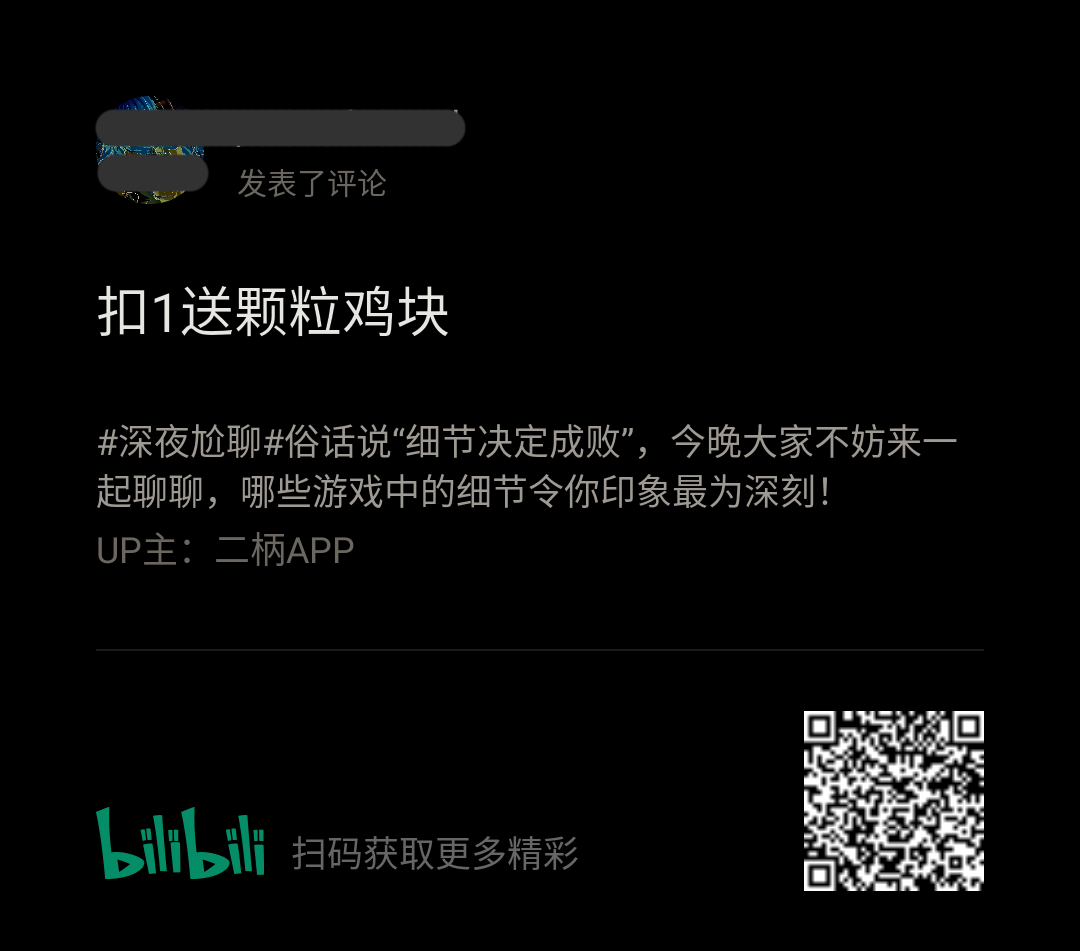 发表了评论
扣1送颗粒鸡块
#深夜尬聊#俗话说“细节决定成败”，今晚大家不妨来一
起聊聊，哪些游戏中的细节令你印象最为深刻！
UP主：二柄APP
bilibili 扫码获取更多精彩